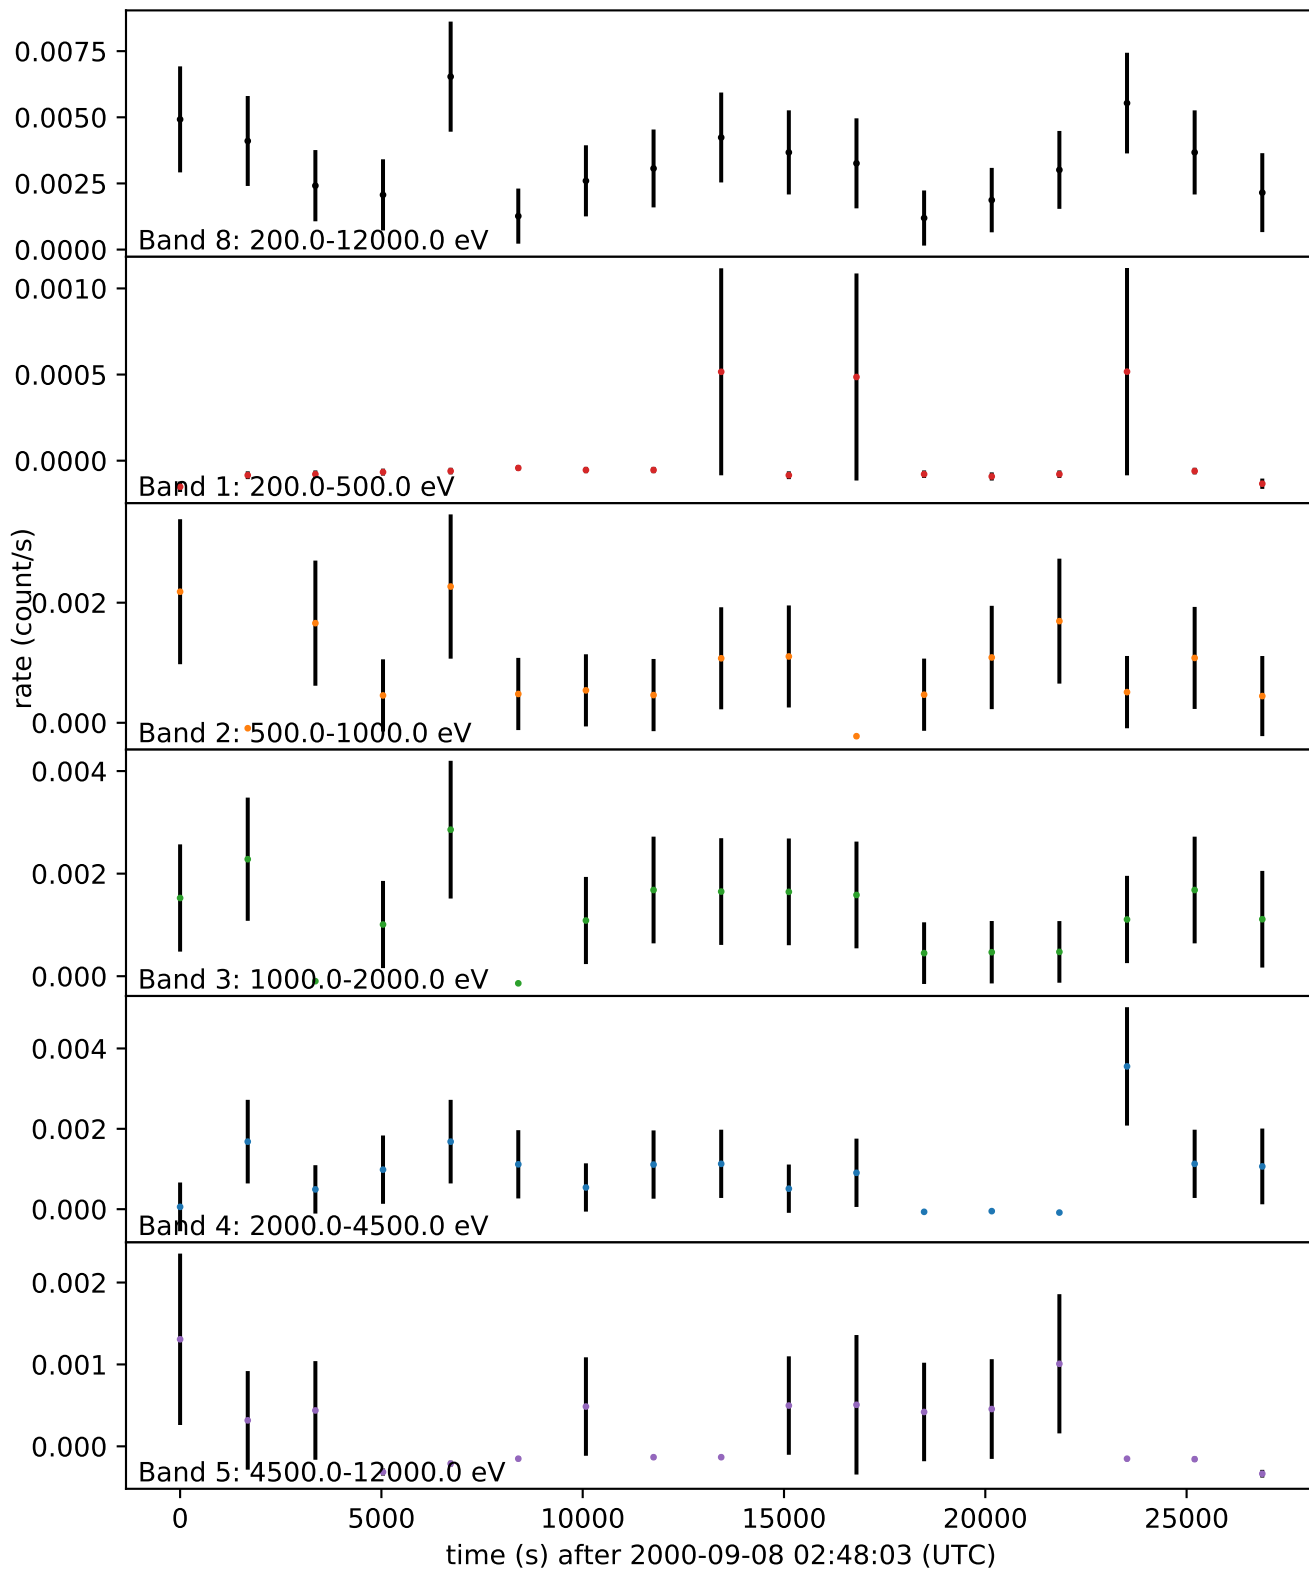 0.0075
0.0050
0.0025
0.0000
Band 8: 200.0-12000.0 eV
0.0010
0.0005
0.0000
Band 1: 200.0-500.0 eV
rate (count/s)
0.002
0.000
Band 2: 500.0-1000.0 eV
0.004
0.002
0.000
Band 3: 1000.0-2000.0 eV
0.004
0.002
0.000
Band 4: 2000.0-4500.0 eV
0.002
0.001
0.000
Band 5: 4500.0-12000.0 eV
0 5000 10000 15000 20000 25000
time (s) after 2000-09-08 02:48:03 (UTC)